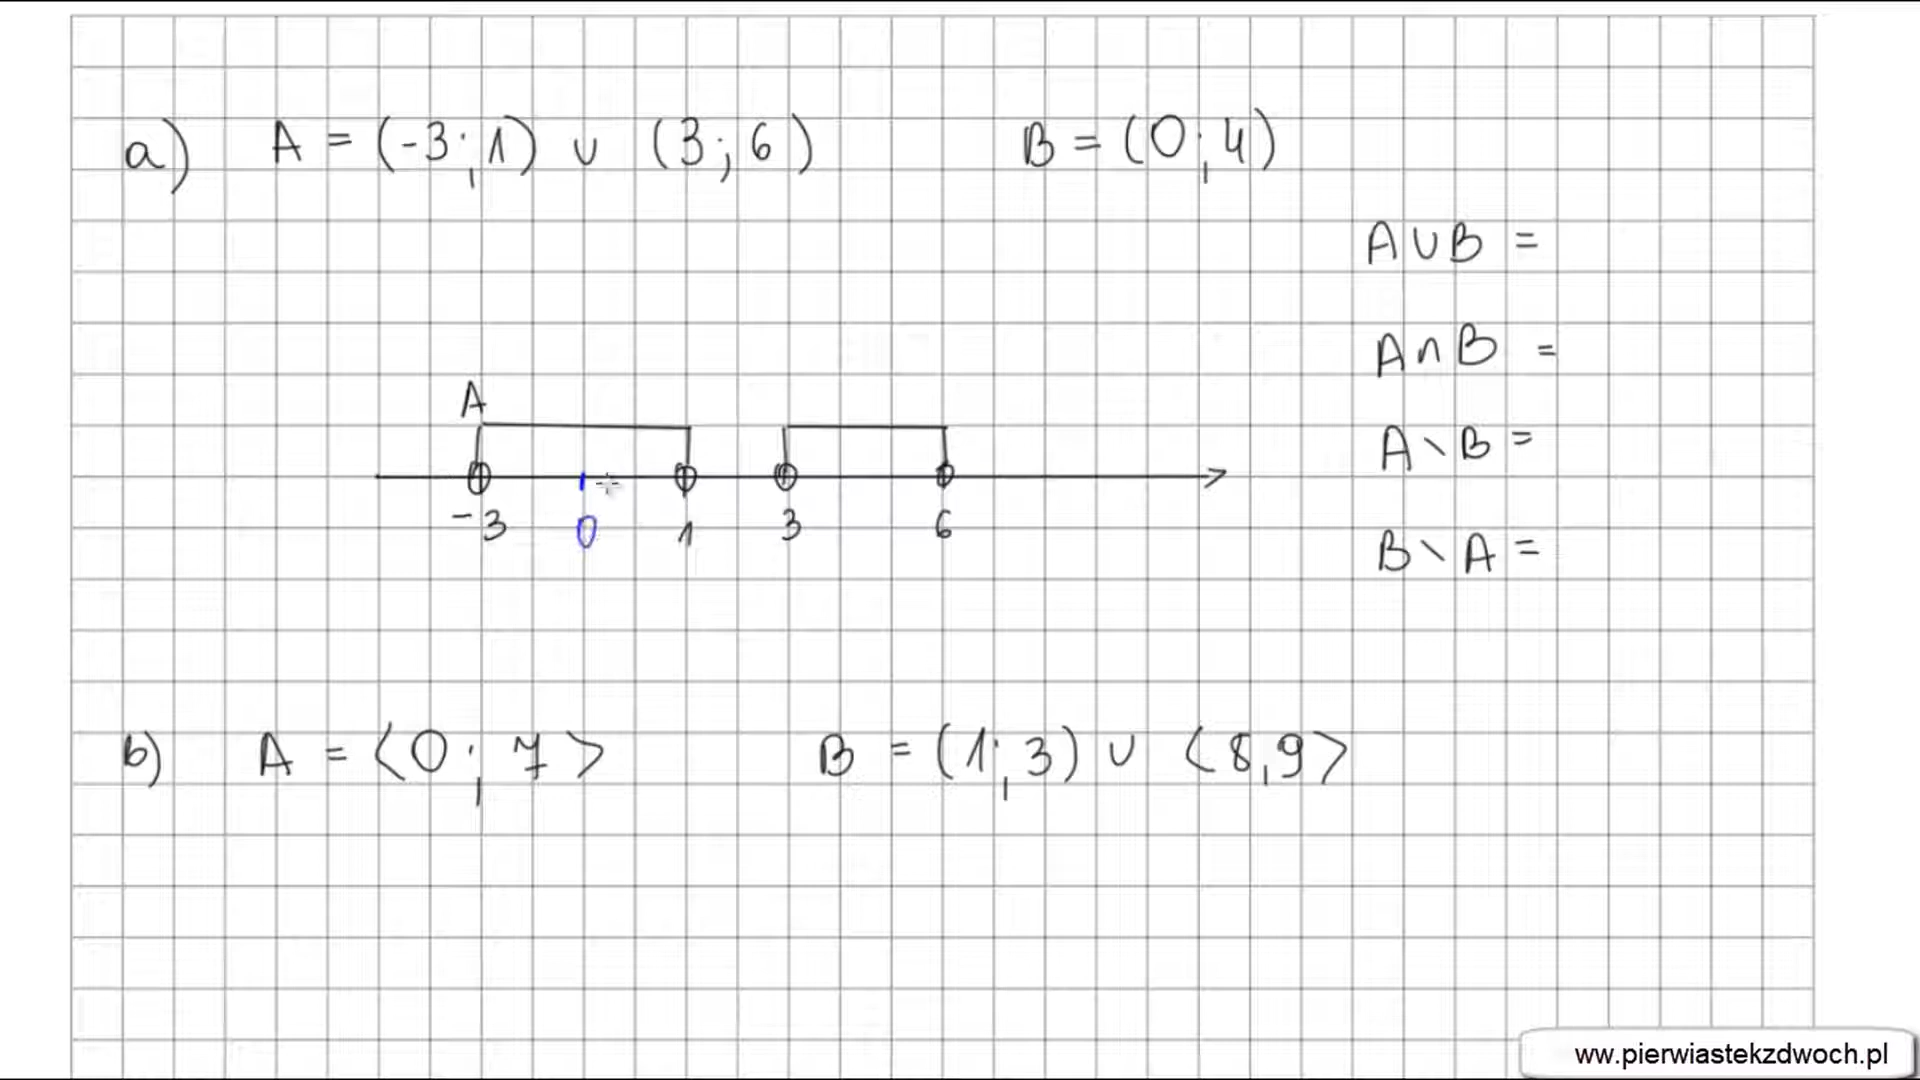 a) A = (-3;1) ∪ (3;6) B = (0;4)
A∪B =
A∩B =
A
A\B =
-3 0 1 3 6
B\A =
b) A = <0;7> B = (1;3) ∪ <8,9>
ww.pierwiastekzdwoch.pl